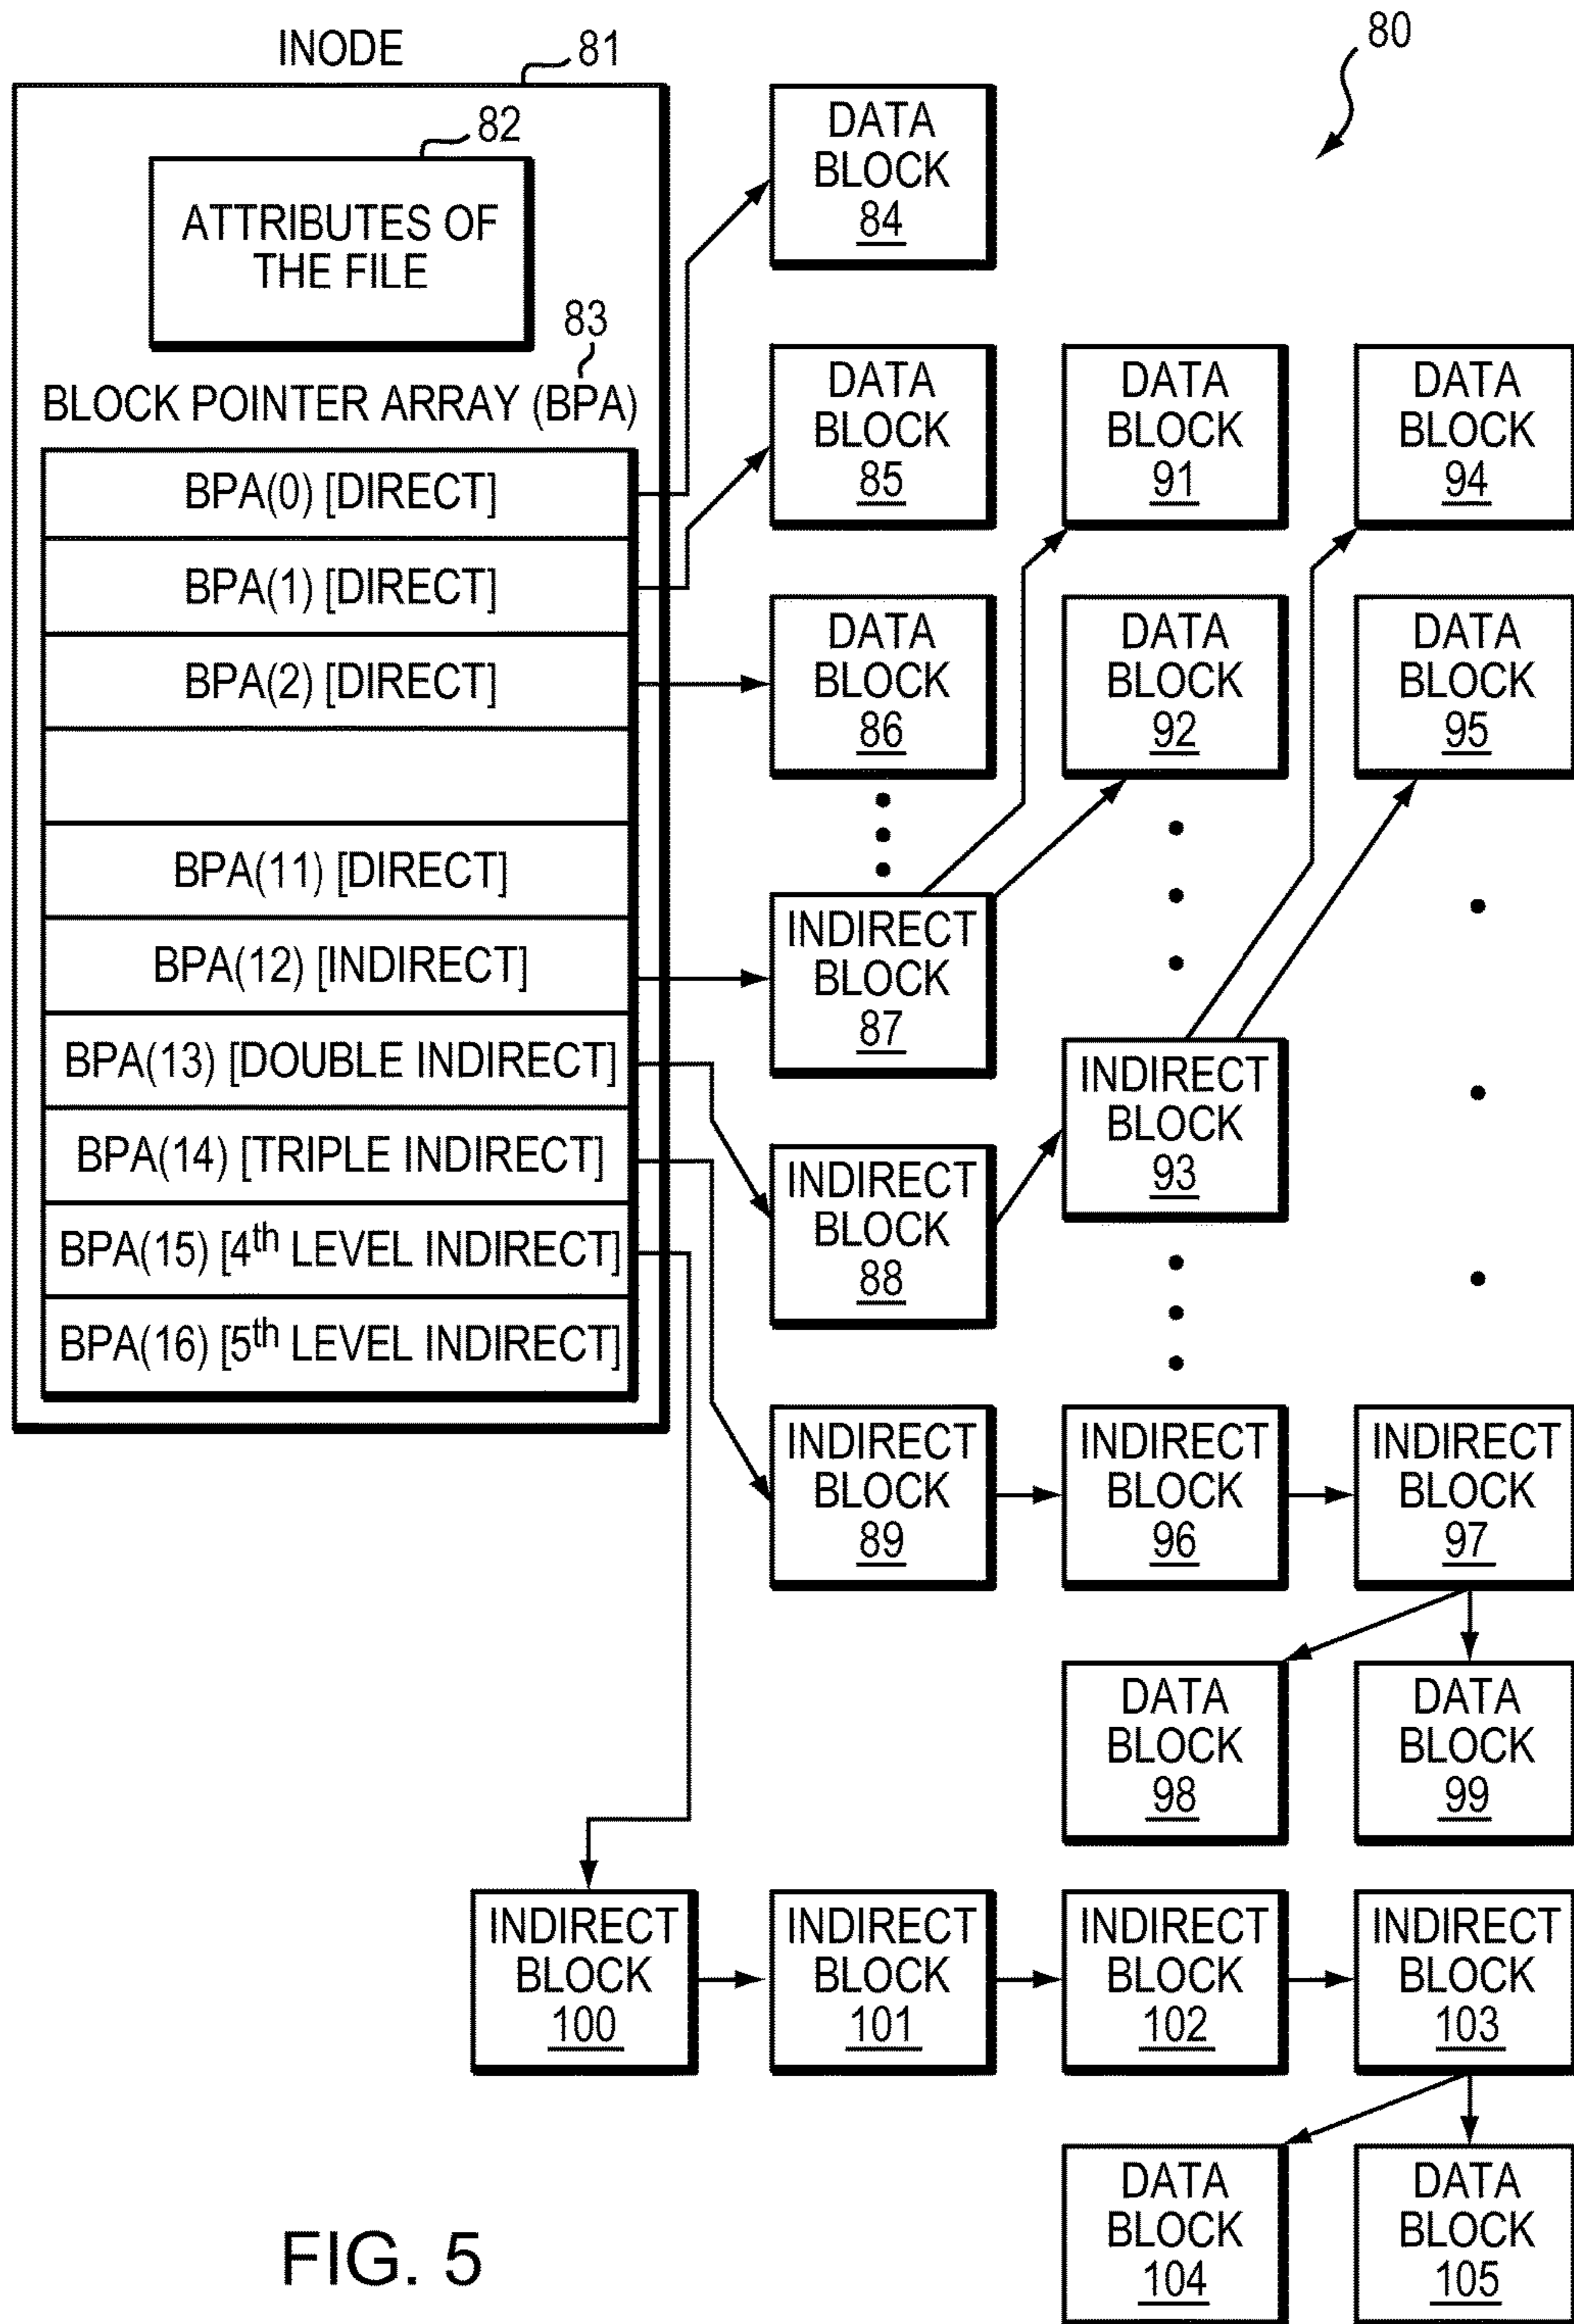 80
INODE
81
82
ATTRIBUTES OF
THE FILE
83
BLOCK POINTER ARRAY (BPA)
BPA(0) [DIRECT]
BPA(1) [DIRECT]
BPA(2) [DIRECT]
BPA(11) [DIRECT]
BPA(12) [INDIRECT]
BPA(13) [DOUBLE INDIRECT]
BPA(14) [TRIPLE INDIRECT]
BPA(15) [4th LEVEL INDIRECT]
BPA(16) [5th LEVEL INDIRECT]
DATA
BLOCK
84
DATA
BLOCK
85
DATA
BLOCK
91
DATA
BLOCK
94
DATA
BLOCK
86
DATA
BLOCK
92
DATA
BLOCK
95
INDIRECT
BLOCK
87
INDIRECT
BLOCK
93
INDIRECT
BLOCK
88
INDIRECT
BLOCK
89
INDIRECT
BLOCK
96
INDIRECT
BLOCK
97
DATA
BLOCK
98
DATA
BLOCK
99
INDIRECT
BLOCK
100
INDIRECT
BLOCK
101
INDIRECT
BLOCK
102
INDIRECT
BLOCK
103
DATA
BLOCK
104
DATA
BLOCK
105
FIG. 5